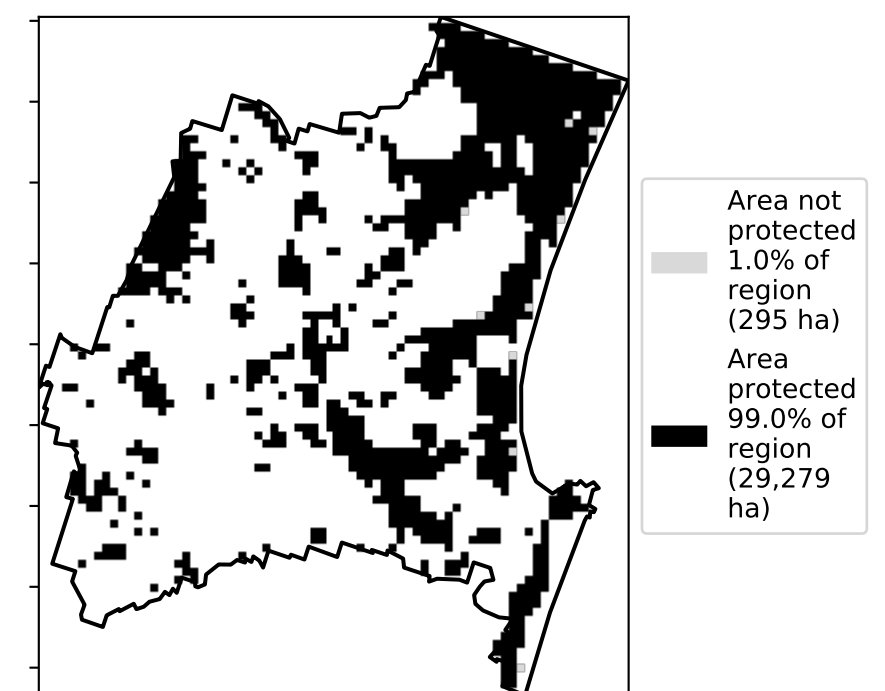 Area not
protected
1.0% of
region
(295 ha)
Area
protected
99.0% of
region
(29,279
ha)